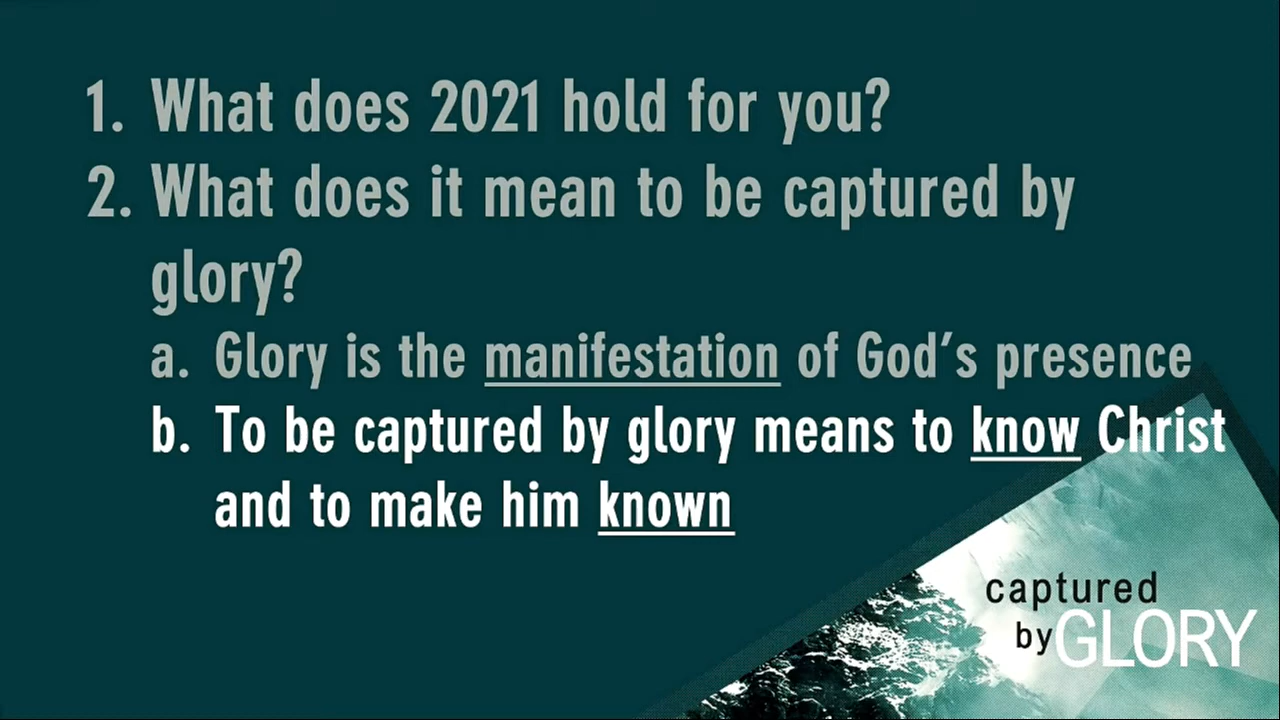 1. What does 2021 hold for you?
2. What does it mean to be captured by
glory?
a. Glory is the manifestation of God's presence
b. To be captured by glory means to know Christ
and to make him known
captured
by GLORY